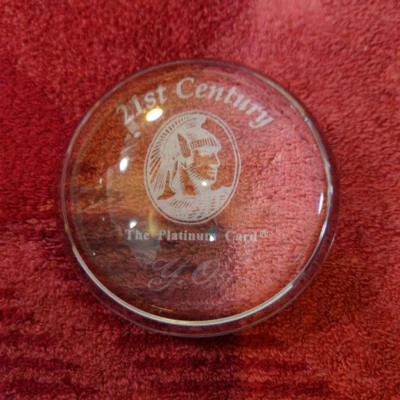 21st Century
The Platinum Card®